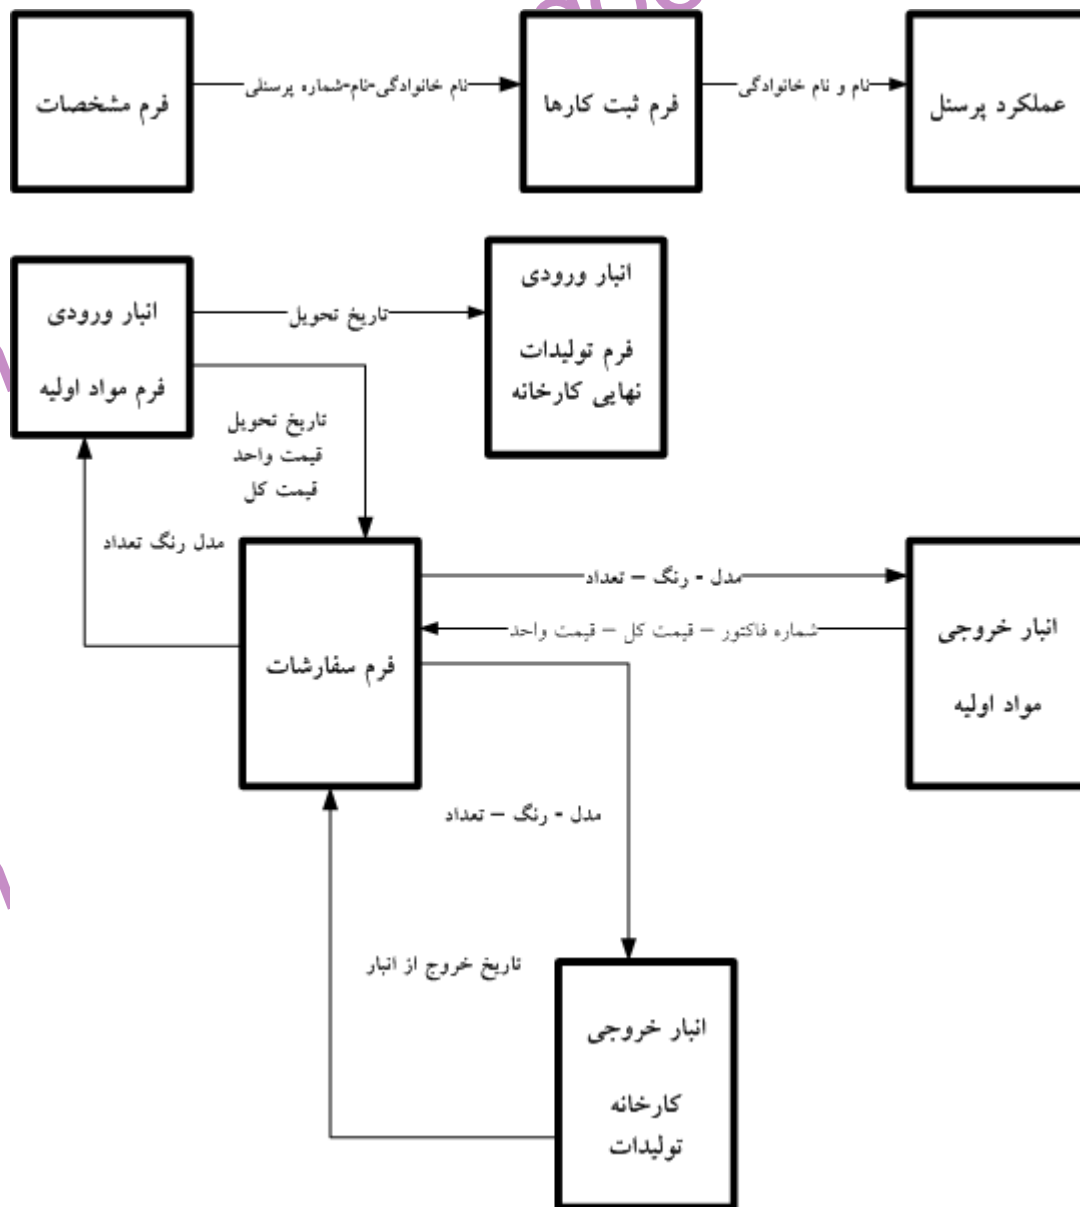 فرم مشخصات
نام خانوادگی-نام-شماره پرسنلی
فرم ثبت کارها
نام و نام خانوادگی
عملکرد پرسنل
انبار ورودی
فرم مواد اولیه
تاریخ تحویل
انبار ورودی
فرم تولیدات
نهایی کارخانه
تاریخ تحویل
قیمت واحد
قیمت کل
مدل رنگ تعداد
فرم سفارشات
مدل - رنگ – تعداد
شماره فاکتور – قیمت کل – قیمت واحد
انبار خروجی
مواد اولیه
مدل - رنگ – تعداد
تاریخ خروج از انبار
انبار خروجی
کارخانه
تولیدات